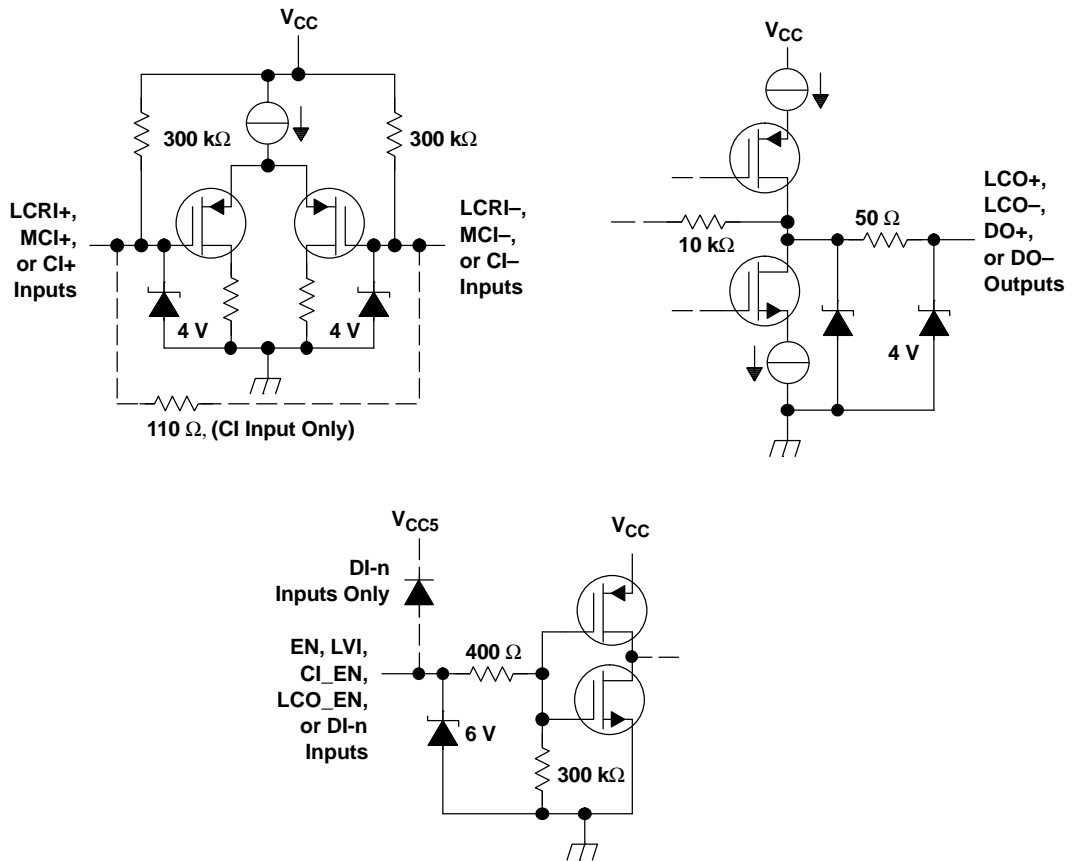 VCC
300 kΩ
300 kΩ
LCRI+,
MCI+,
or CI+
Inputs
LCRI–,
MCI–,
or CI–
Inputs
4 V
4 V
110 Ω, (CI Input Only)
VCC
10 kΩ
50 Ω
4 V
LCO+,
LCO–,
DO+,
or DO–
Outputs
VCC5
DI-n
Inputs Only
EN, LVI,
CI_EN,
LCO_EN,
or DI-n
Inputs
400 Ω
6 V
300 kΩ
VCC